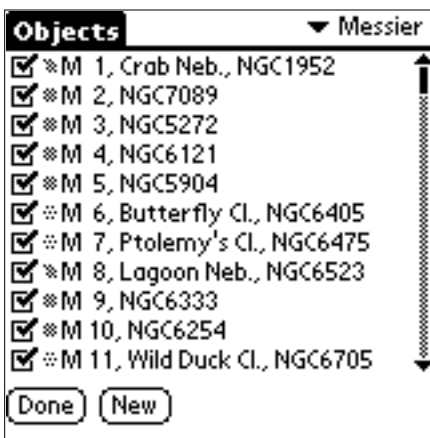 Objects
Messier
M 1, Crab Neb., NGC1952
M 2, NGC7089
M 3, NGC5272
M 4, NGC6121
M 5, NGC5904
M 6, Butterfly Cl., NGC6405
M 7, Ptolemy's Cl., NGC6475
M 8, Lagoon Neb., NGC6523
M 9, NGC6333
M 10, NGC6254
M 11, Wild Duck Cl., NGC6705
Done New